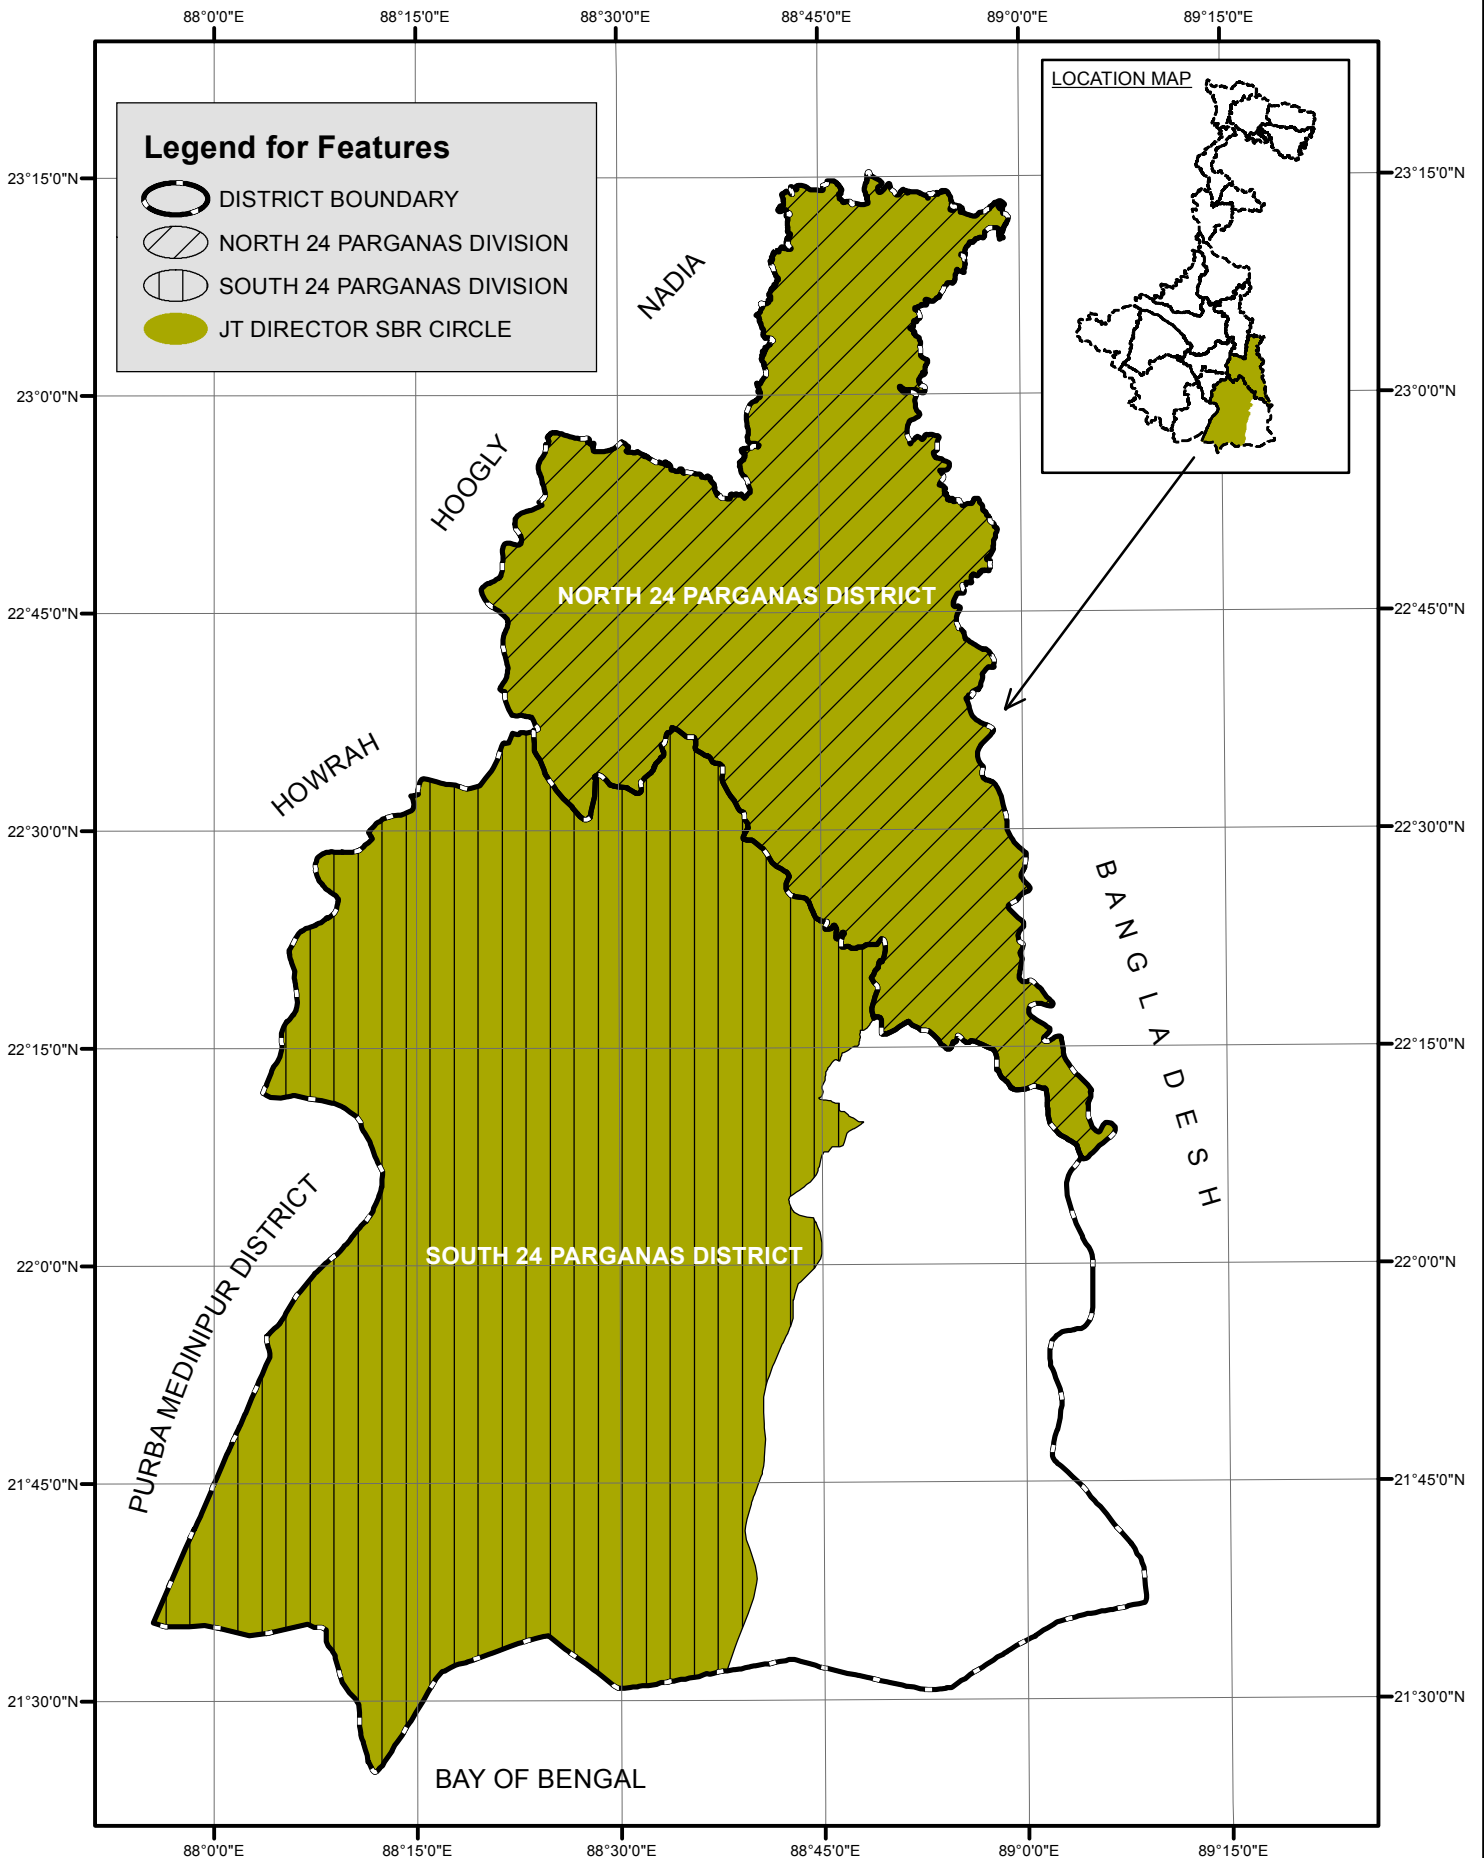 88°0'0"E 88°15'0"E 88°30'0"E 88°45'0"E 89°0'0"E 89°15'0"E
LOCATION MAP
Legend for Features
DISTRICT BOUNDARY
NORTH 24 PARGANAS DIVISION
SOUTH 24 PARGANAS DIVISION
JT DIRECTOR SBR CIRCLE
23°15'0"N 23°15'0"N
NADIA
23°0'0"N 23°0'0"N
HOOGLY
NORTH 24 PARGANAS DISTRICT
22°45'0"N 22°45'0"N
HOWRAH
22°30'0"N 22°30'0"N
BANGLADESH
22°15'0"N 22°15'0"N
PURBA MEDINIPUR DISTRICT
SOUTH 24 PARGANAS DISTRICT
22°0'0"N 22°0'0"N
21°45'0"N 21°45'0"N
21°30'0"N 21°30'0"N
BAY OF BENGAL
88°0'0"E 88°15'0"E 88°30'0"E 88°45'0"E 89°0'0"E 89°15'0"E